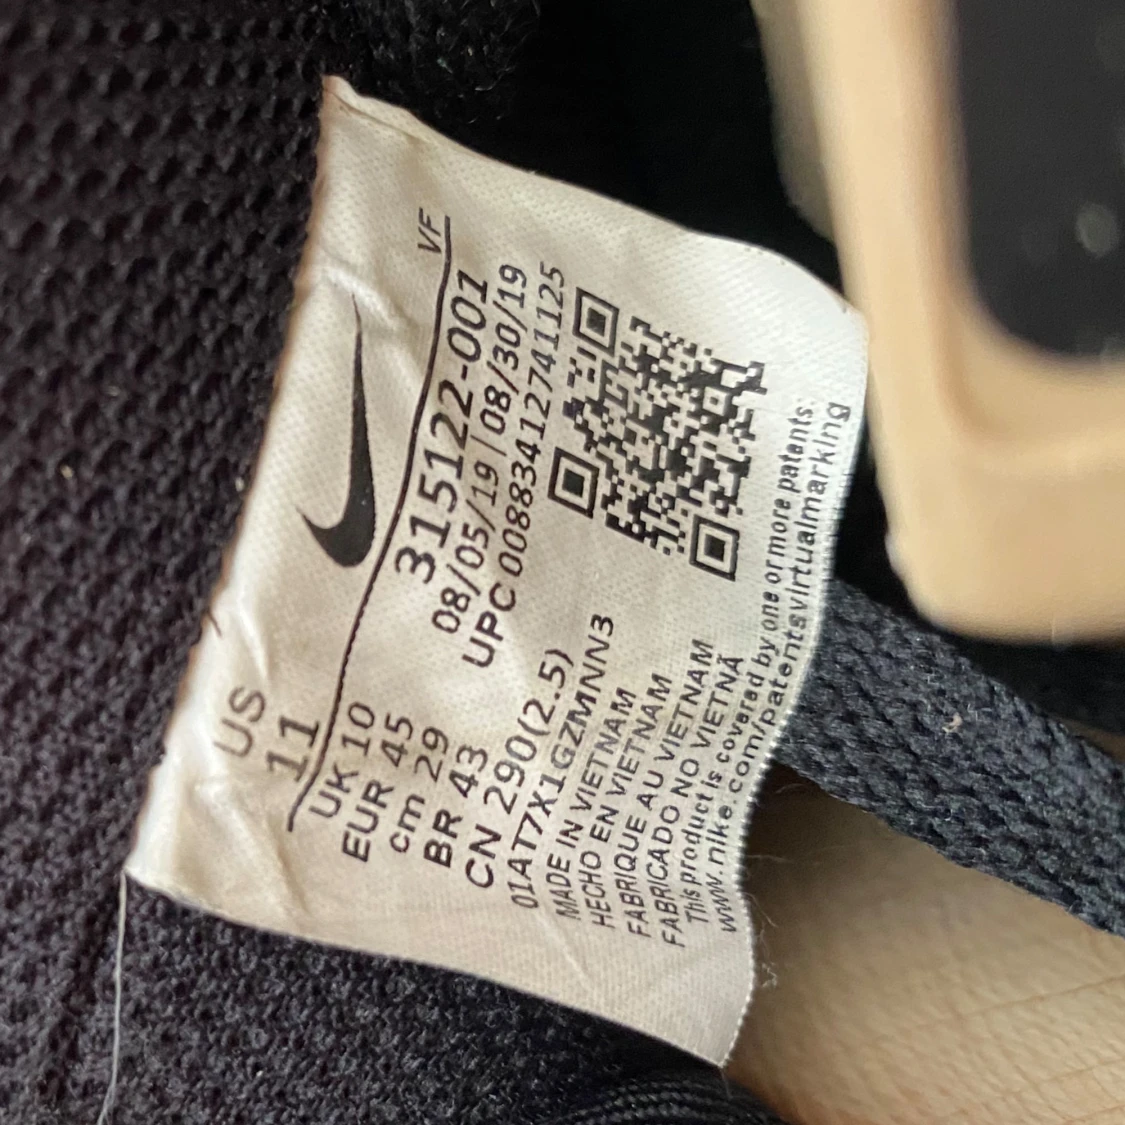 VF
US
11
UK 10
EUR 45
cm 29
BR 43
CN 290(2.5)
315122-001
08/05/19 | 08/30/19
UPC 00883412741125
01AT7X1GZMNN3
MADE IN VIETNAM
HECHO EN VIETNAM
FABRIQUE AU VIETNAM
FABRICADO NO VIETNÃ
This product is covered by one or more patents:
www.nike.com/patentsvirtualmarking